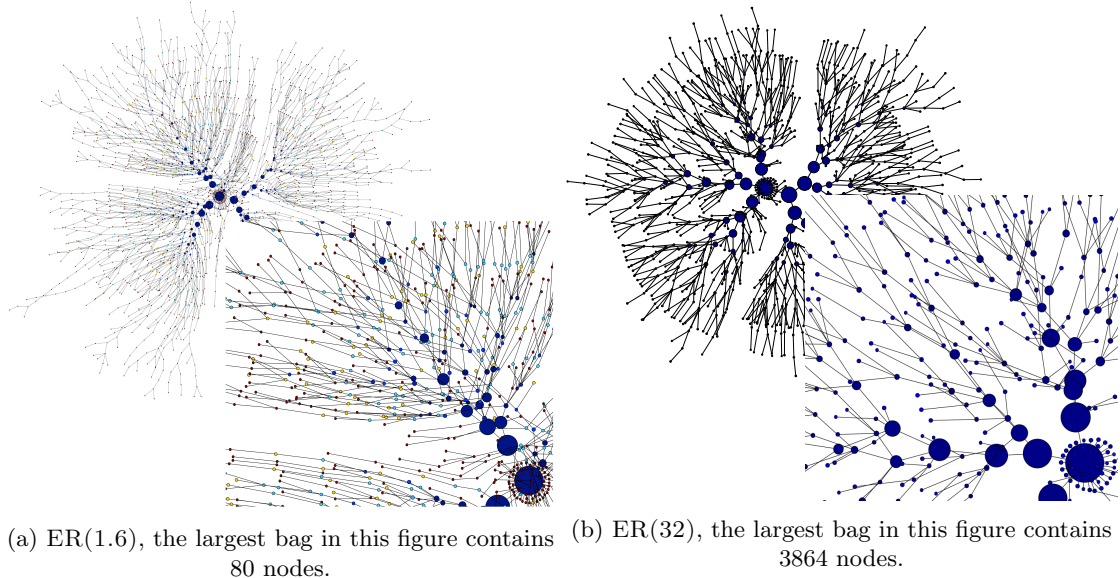 (a) ER(1.6), the largest bag in this figure contains
80 nodes.
(b) ER(32), the largest bag in this figure contains
3864 nodes.